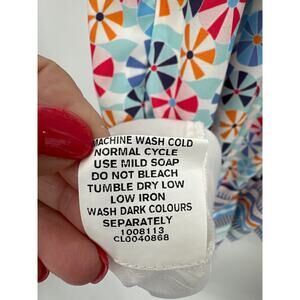 MACHINE WASH COLD
NORMAL CYCLE
USE MILD SOAP
DO NOT BLEACH
TUMBLE DRY LOW
LOW IRON
WASH DARK COLOURS
SEPARATELY
1008113
CL0040868